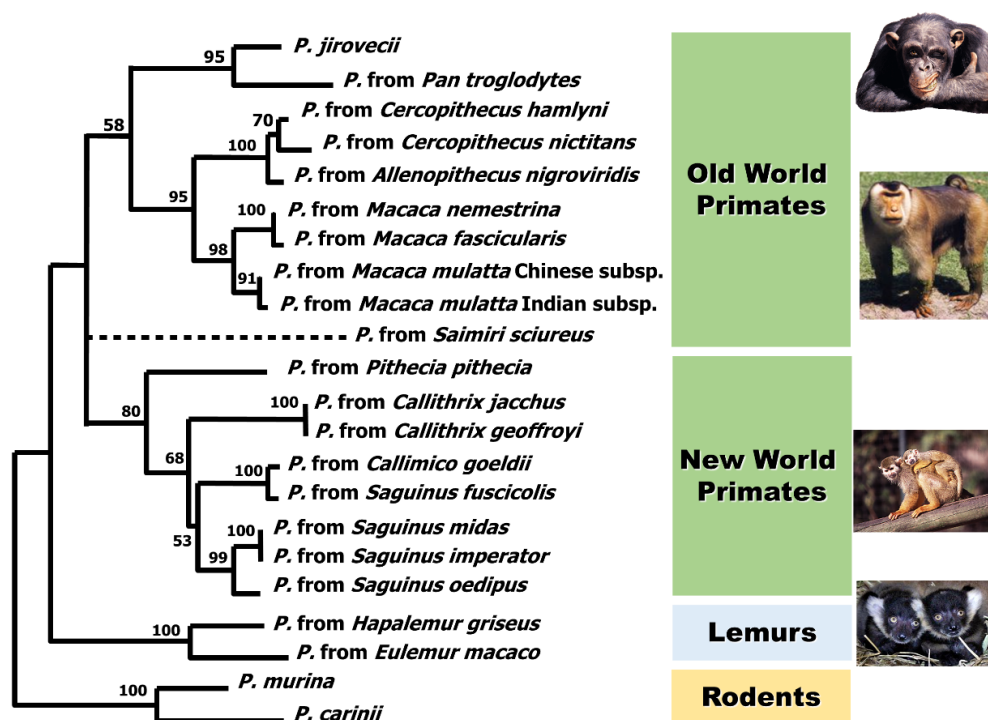 95
P. jirovecii
P. from Pan troglodytes
58
70
P. from Cercopithecus hamlyni
P. from Cercopithecus nictitans
100
P. from Allenopithecus nigroviridis
95
100
P. from Macaca nemestrina
P. from Macaca fascicularis
98
91
P. from Macaca mulatta Chinese subsp.
P. from Macaca mulatta Indian subsp.
P. from Saimiri sciureus
Old World
Primates
P. from Pithecia pithecia
80
100
P. from Callithrix jacchus
P. from Callithrix geoffroyi
68
100
P. from Callimico goeldii
P. from Saguinus fuscicolis
53
100
P. from Saguinus midas
P. from Saguinus imperator
99
P. from Saguinus oedipus
New World
Primates
100
P. from Hapalemur griseus
P. from Eulemur macaco
Lemurs
100
P. murina
P. carinii
Rodents